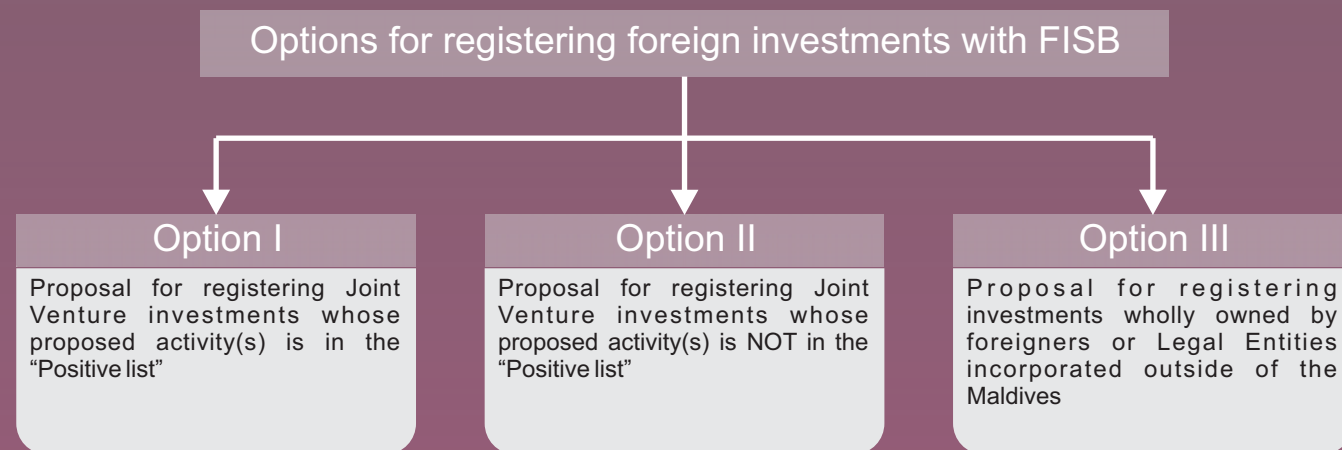 Options for registering foreign investments with FISB
Option I
Proposal for registering Joint
Venture investments whose
proposed activity(s) is in the
“Positive list”
Option II
Proposal for registering Joint
Venture investments whose
proposed activity(s) is NOT in the
“Positive list”
Option III
Proposal for registering
investments wholly owned by
foreigners or Legal Entities
incorporated outside of the
Maldives